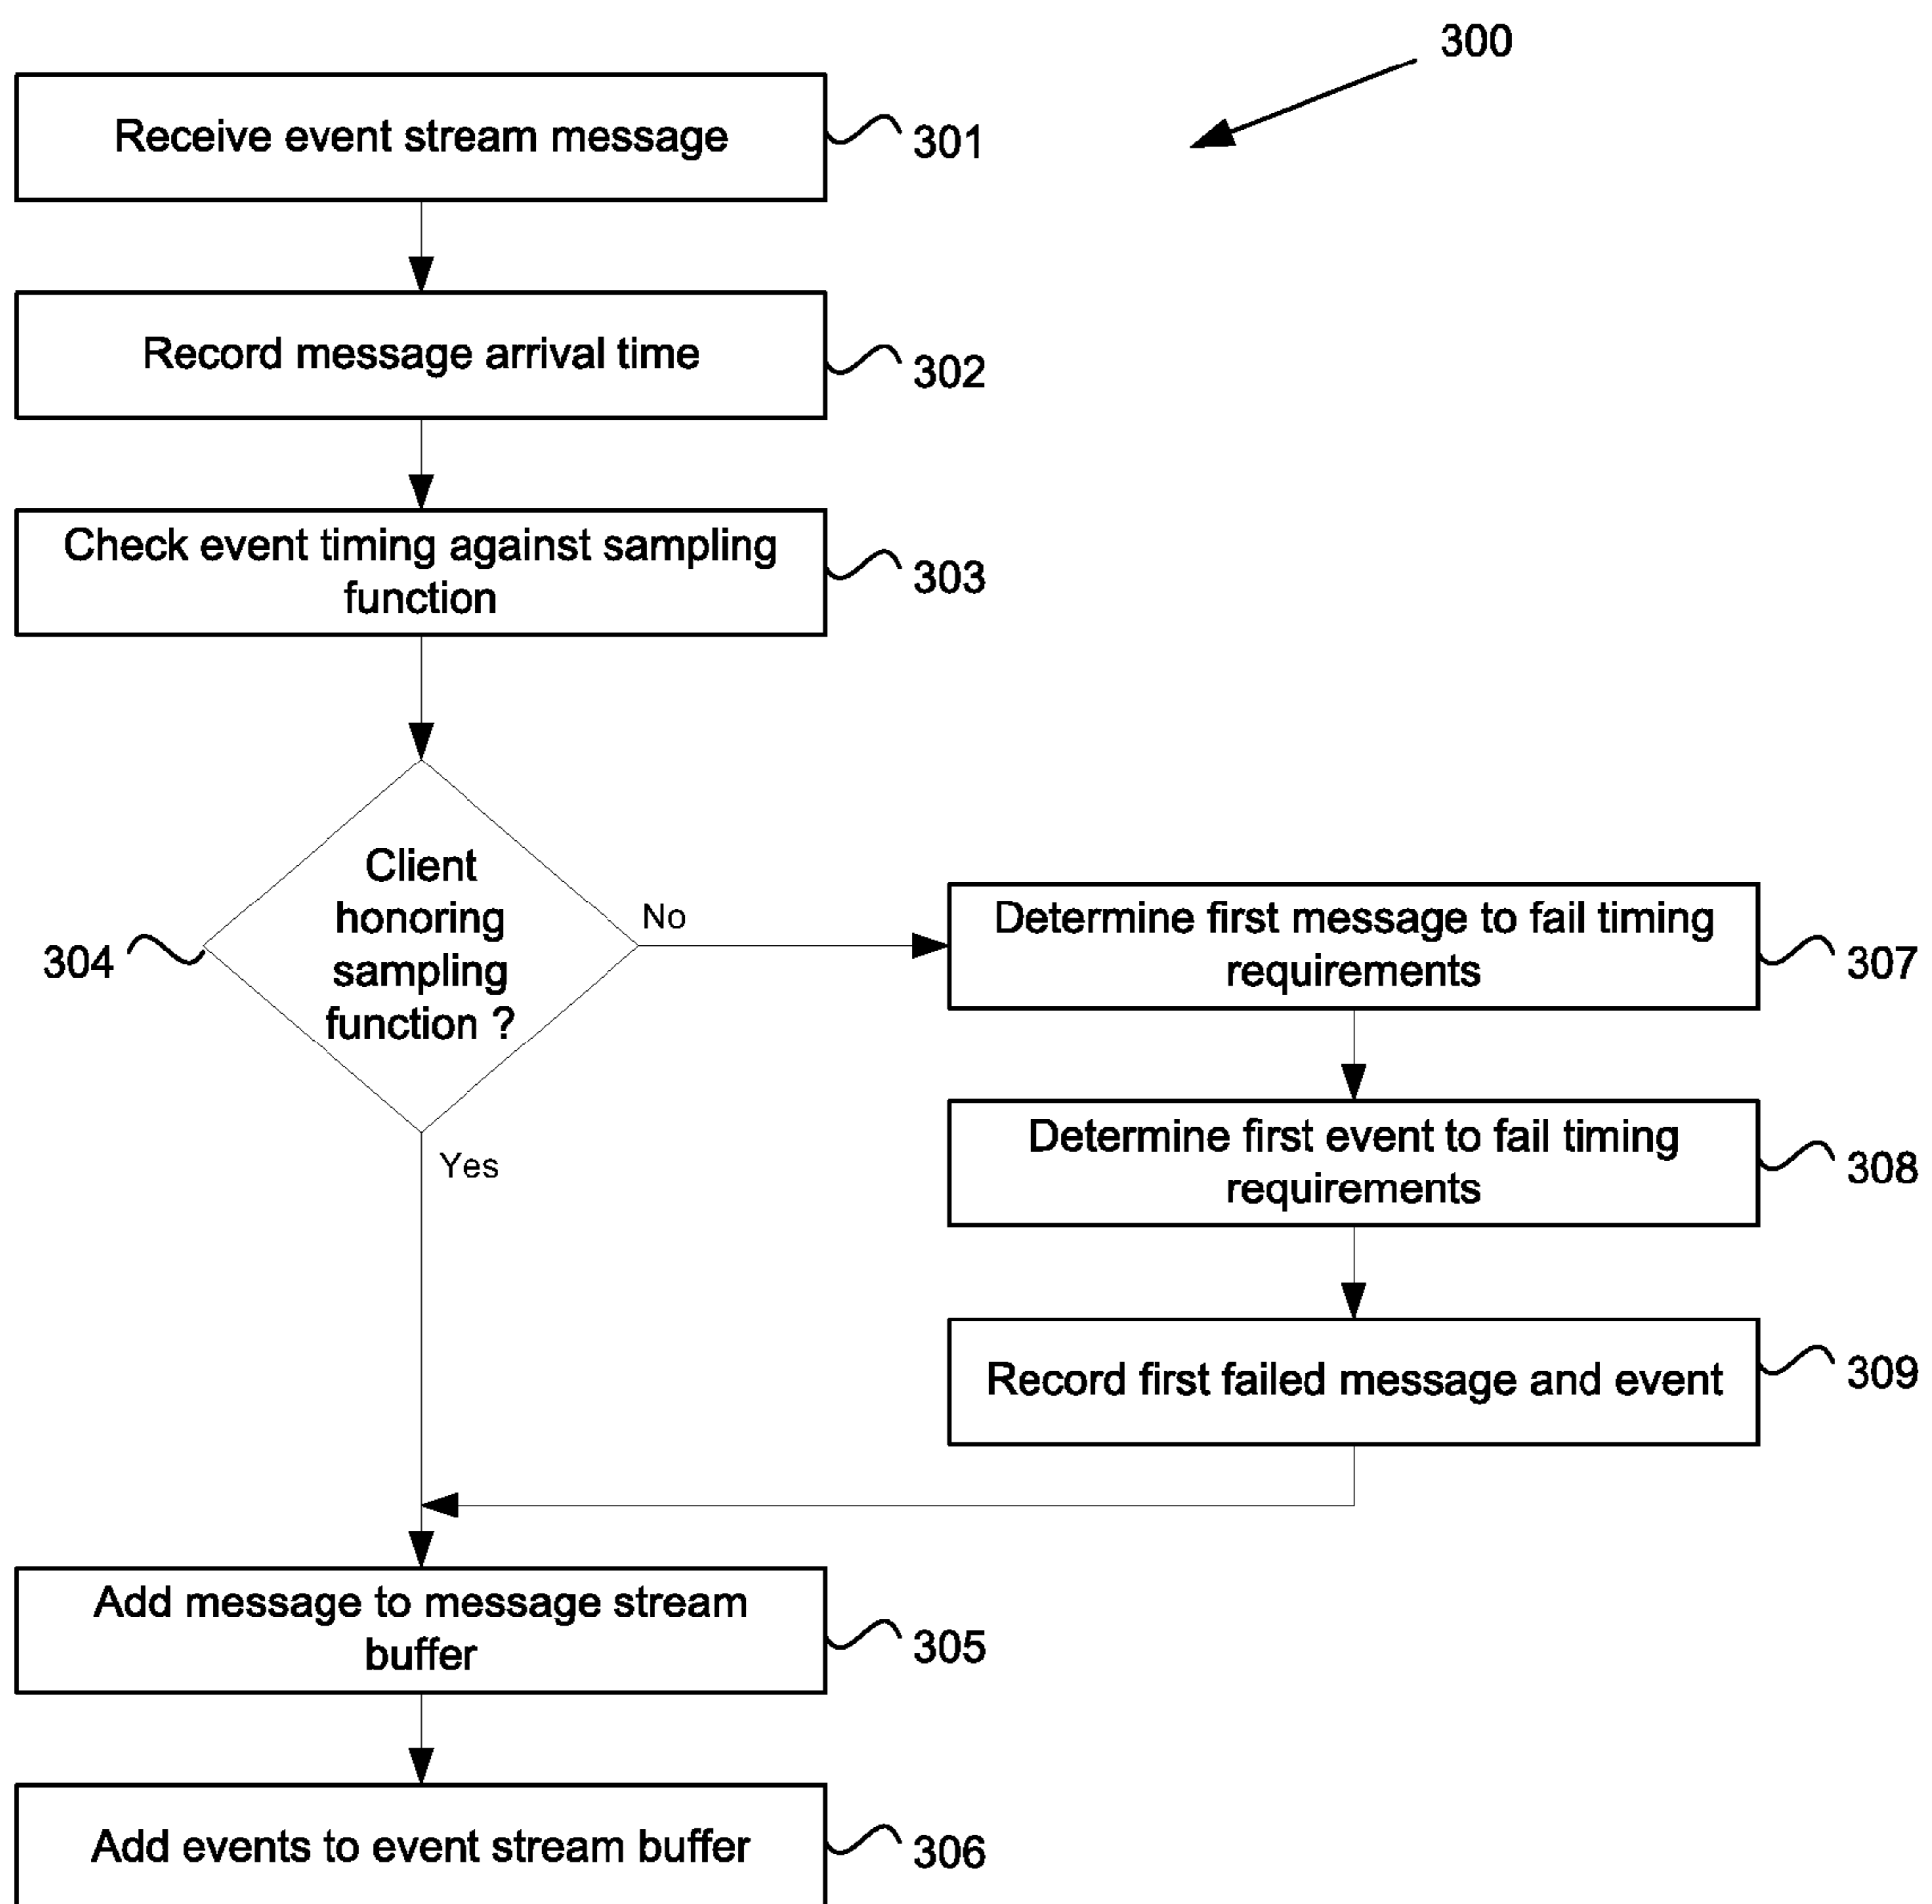 300
Receive event stream message
301
Record message arrival time
302
Check event timing against sampling
function
303
Client
honoring
sampling
function ?
304
No
Yes
Determine first message to fail timing
requirements
307
Determine first event to fail timing
requirements
308
Record first failed message and event
309
Add message to message stream
buffer
305
Add events to event stream buffer
306